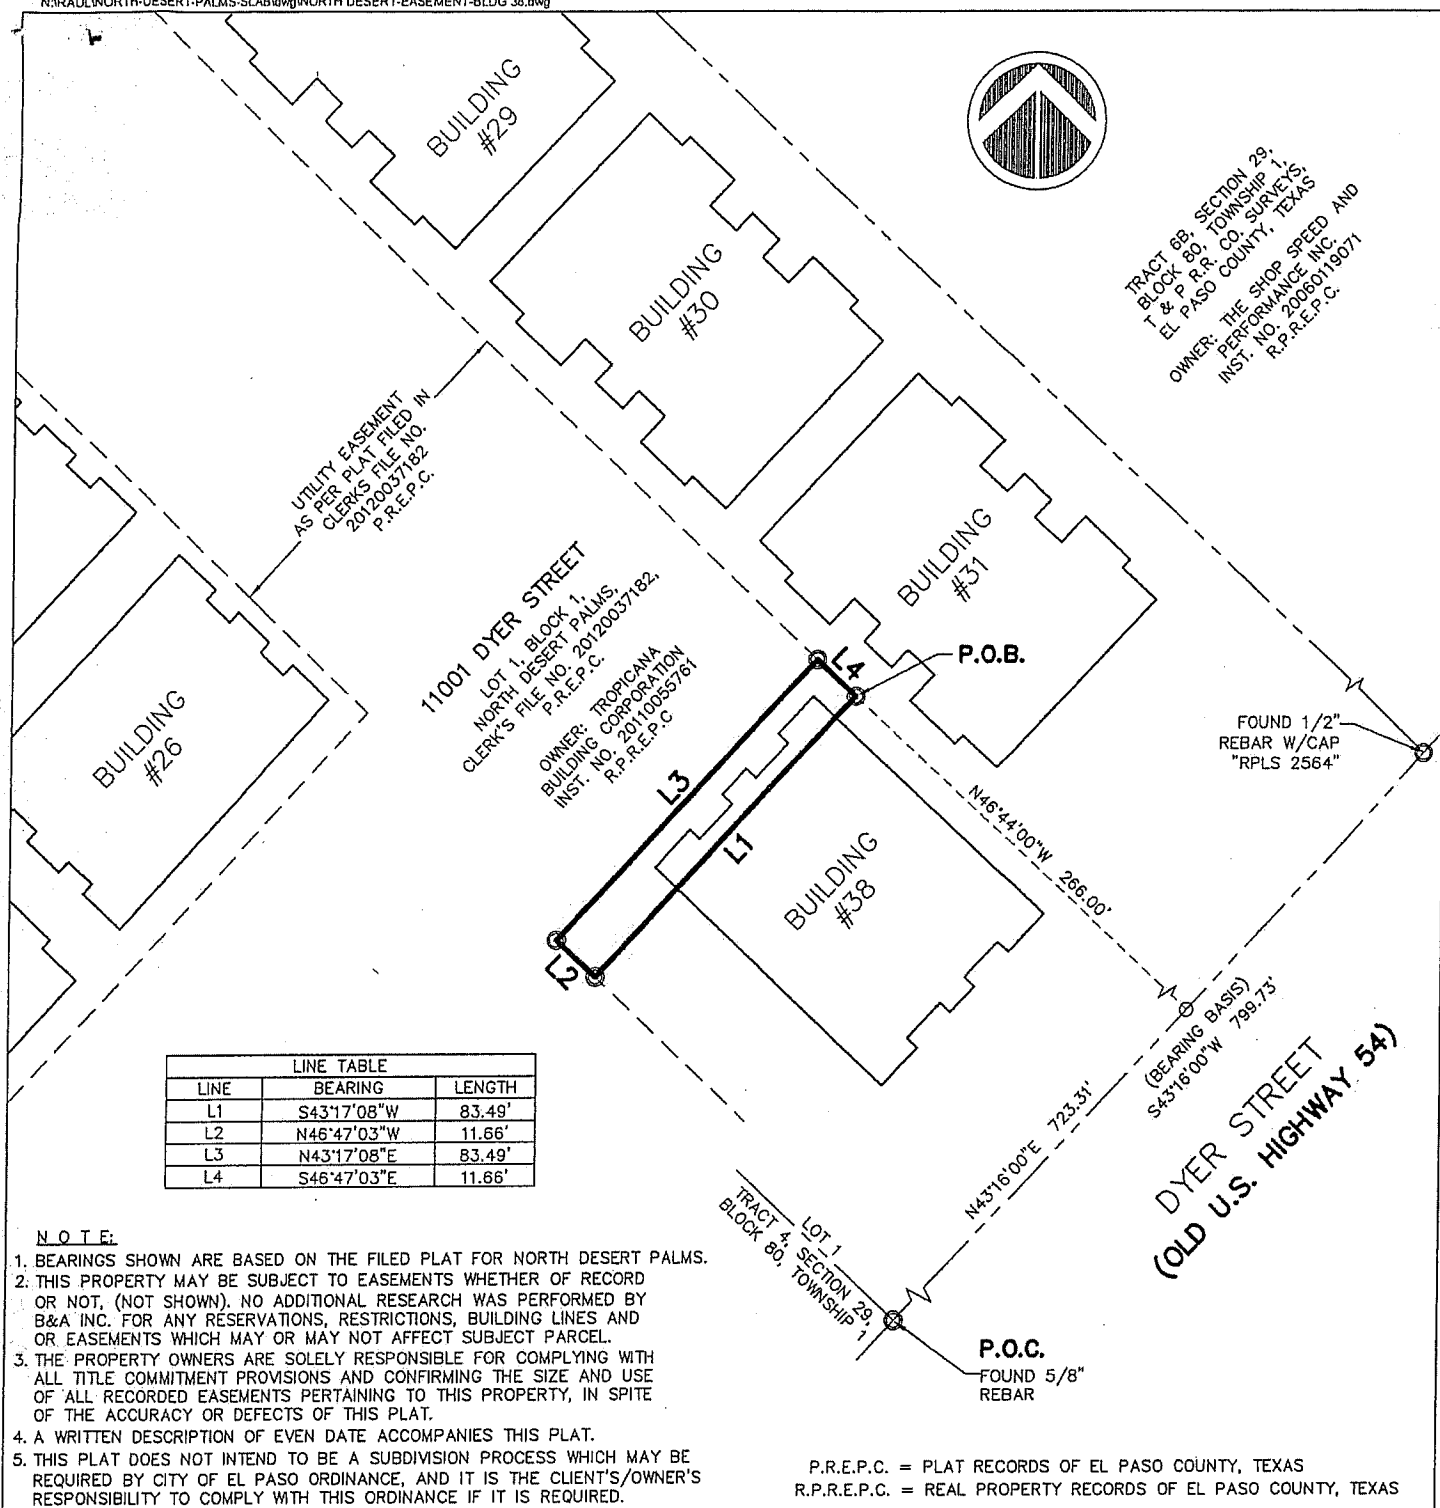 N:\RAUL\NORTH-DESERT-PALMS-SLAB\dwg\NORTH DESERT-EASEMENT-BLDG 38.dwg
BUILDING
#29
BUILDING
#30
TRACT 6B, SECTION 29,
BLOCK 80, TOWNSHIP 1,
T & P R.R. CO. SURVEYS,
EL PASO COUNTY, TEXAS
OWNER: THE SHOP SPEED AND
PERFORMANCE INC.
INST. NO. 20060119071
R.P.R.E.P.C.
UTILITY EASEMENT
AS PER PLAT FILED IN
CLERKS FILE NO.
20120037182
P.R.E.P.C.
BUILDING
#31
11001 DYER STREET
LOT 1, BLOCK 1,
NORTH DESERT PALMS,
CLERK'S FILE NO. 20120037182,
P.R.E.P.C.
OWNER: TROPICANA
BUILDING CORPORATION
INST. NO. 20110055761
R.P.R.E.P.C
L4
P.O.B.
FOUND 1/2"
REBAR W/CAP
"RPLS 2564"
BUILDING
#26
L3
L1
N46°44'00"W 266.00'
BUILDING
#38
L2
(BEARING BASIS)
S43°16'00"W 799.73'
DYER STREET
(OLD U.S. HIGHWAY 54)
N43°16'00"E 723.31'
LINE TABLE
LINE BEARING LENGTH
L1 S43°17'08"W 83.49'
L2 N46°47'03"W 11.66'
L3 N43°17'08"E 83.49'
L4 S46°47'03"E 11.66'
LOT 1
TRACT 4, SECTION 29,
BLOCK 80, TOWNSHIP 1
P.O.C.
FOUND 5/8"
REBAR
N O T E:
1. BEARINGS SHOWN ARE BASED ON THE FILED PLAT FOR NORTH DESERT PALMS.
2. THIS PROPERTY MAY BE SUBJECT TO EASEMENTS WHETHER OF RECORD
OR NOT, (NOT SHOWN). NO ADDITIONAL RESEARCH WAS PERFORMED BY
B&A INC. FOR ANY RESERVATIONS, RESTRICTIONS, BUILDING LINES AND
OR EASEMENTS WHICH MAY OR MAY NOT AFFECT SUBJECT PARCEL.
3. THE PROPERTY OWNERS ARE SOLELY RESPONSIBLE FOR COMPLYING WITH
ALL TITLE COMMITMENT PROVISIONS AND CONFIRMING THE SIZE AND USE
OF ALL RECORDED EASEMENTS PERTAINING TO THIS PROPERTY, IN SPITE
OF THE ACCURACY OR DEFECTS OF THIS PLAT.
4. A WRITTEN DESCRIPTION OF EVEN DATE ACCOMPANIES THIS PLAT.
5. THIS PLAT DOES NOT INTEND TO BE A SUBDIVISION PROCESS WHICH MAY BE
REQUIRED BY CITY OF EL PASO ORDINANCE, AND IT IS THE CLIENT'S/OWNER'S
RESPONSIBILITY TO COMPLY WITH THIS ORDINANCE IF IT IS REQUIRED.
P.R.E.P.C. = PLAT RECORDS OF EL PASO COUNTY, TEXAS
R.P.R.E.P.C. = REAL PROPERTY RECORDS OF EL PASO COUNTY, TEXAS